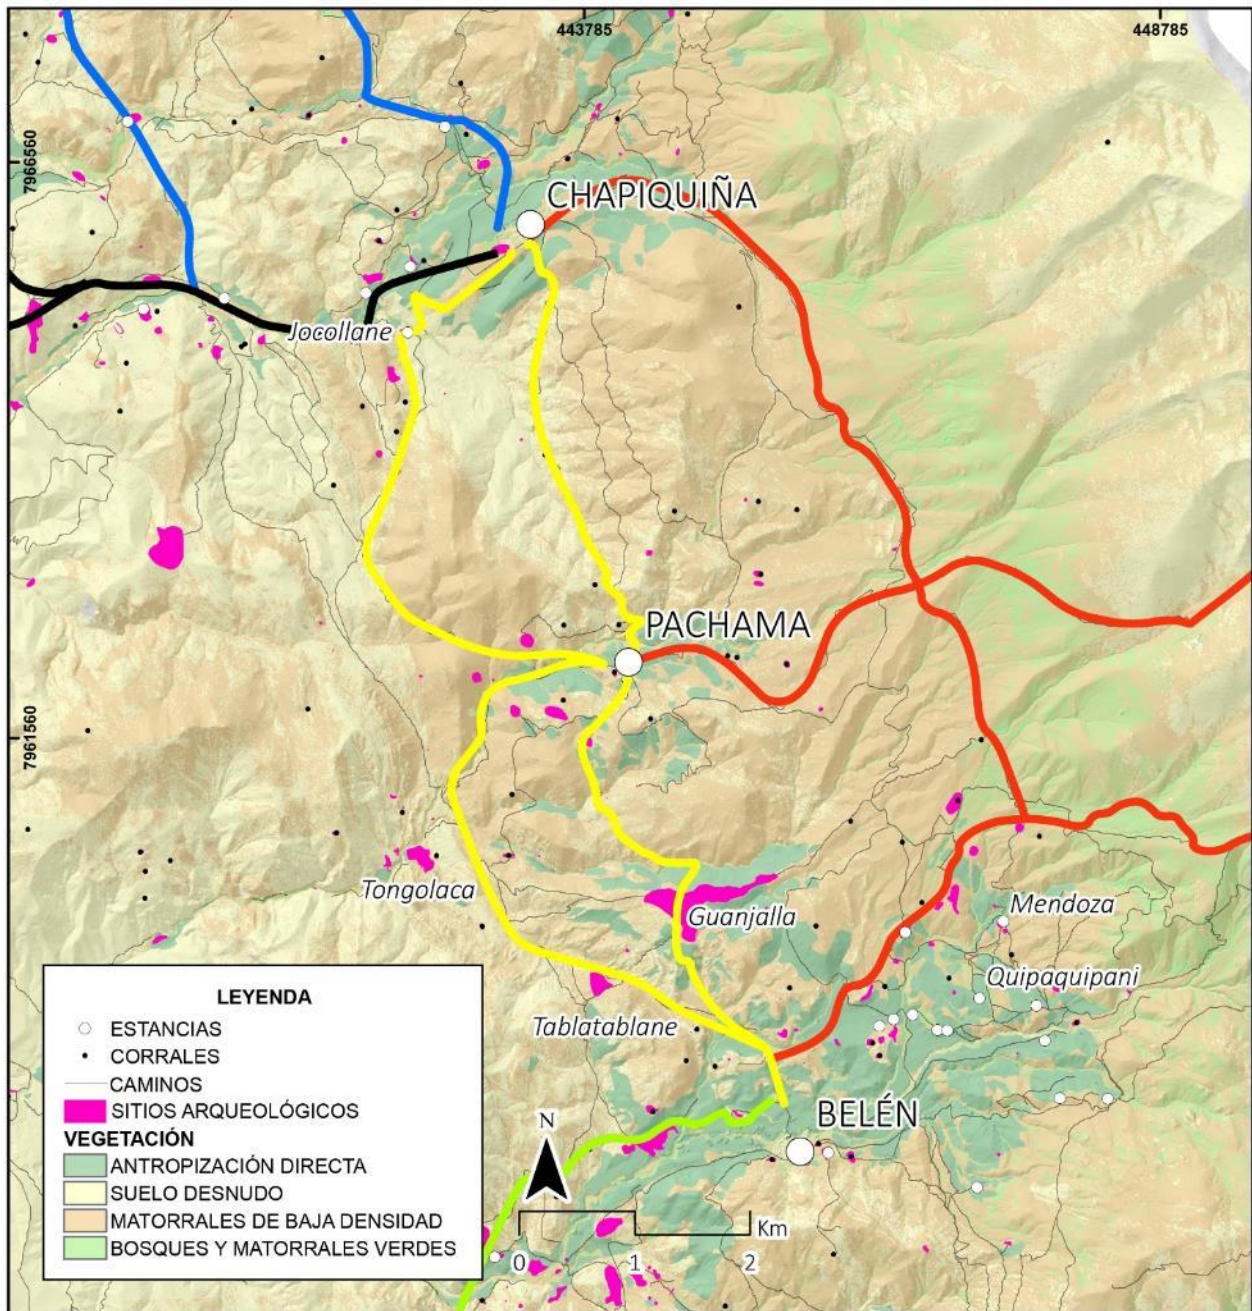 443785
448785
7966560
CHAPIQUIÑA
Jocollane
PACHAMA
7961560
Tongolaca
Guanjalla
Mendoza
Quipaquipani
Tablatablane
BELÉN
LEYENDA
ESTANCIAS
CORRALES
CAMINOS
SITIOS ARQUEOLÓGICOS
VEGETACIÓN
ANTROPIZACIÓN DIRECTA
SUELO DESNUDO
MATORRALES DE BAJA DENSIDAD
BOSQUES Y MATORRALES VERDES
N
Km
0 1 2